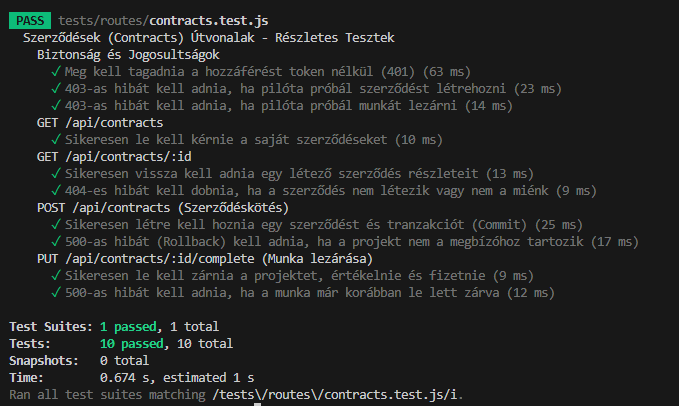 PASS tests/routes/contracts.test.js
Szerződések (Contracts) Útvonalak - Részletes Tesztek
Biztonság és Jogosultságok
✓ Meg kell tagadnia a hozzáférést token nélkül (401) (63 ms)
✓ 403-as hibát kell adnia, ha pilóta próbál szerződést létrehozni (23 ms)
✓ 403-as hibát kell adnia, ha pilóta próbál munkát lezárni (14 ms)
GET /api/contracts
✓ Sikeresen le kell kérnie a saját szerződéseket (10 ms)
GET /api/contracts/:id
✓ Sikeresen vissza kell adnia egy létező szerződés részleteit (13 ms)
✓ 404-es hibát kell dobnia, ha a szerződés nem létezik vagy nem a miénk (9 ms)
POST /api/contracts (Szerződéskötés)
✓ Sikeresen létre kell hoznia egy szerződést és tranzakciót (Commit) (25 ms)
✓ 500-as hibát (Rollback) kell adnia, ha a projekt nem a megbízóhoz tartozik (17 ms)
PUT /api/contracts/:id/complete (Munka lezárása)
✓ Sikeresen le kell zárnia a projektet, értékelnie és fizetnie (9 ms)
✓ 500-as hibát kell adnia, ha a munka már korábban le lett zárva (12 ms)
Test Suites: 1 passed, 1 total
Tests: 10 passed, 10 total
Snapshots: 0 total
Time: 0.674 s, estimated 1 s
Ran all test suites matching /tests\/routes\/contracts.test.js/i.